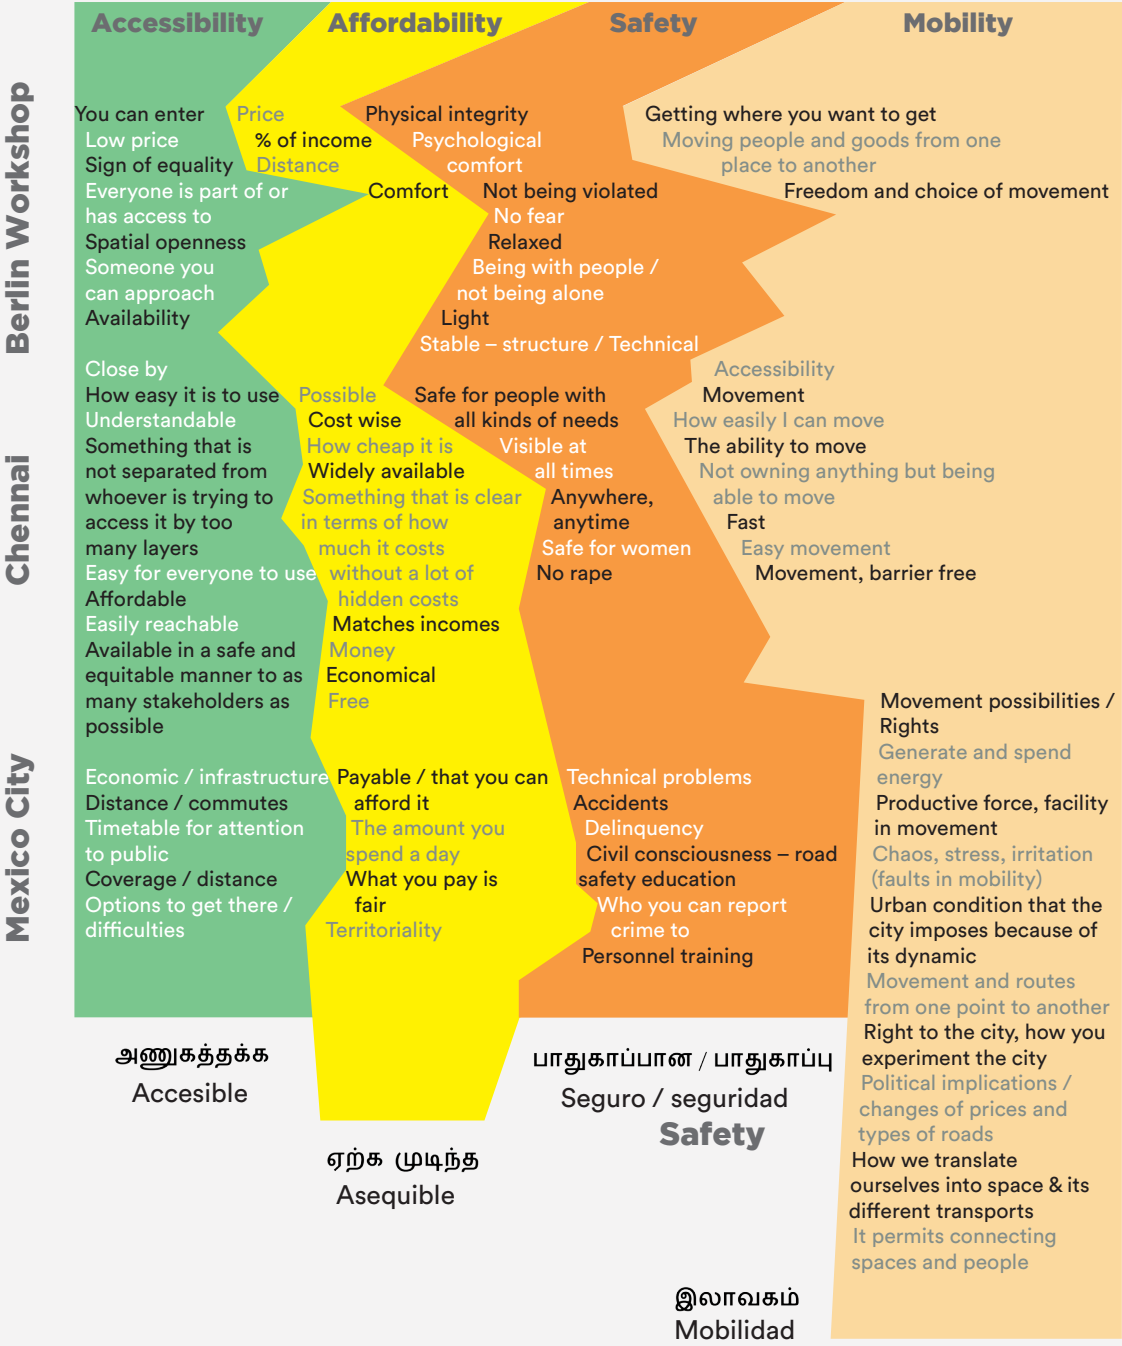 Accessibility
Affordability
Safety
Mobility
Berlin Workshop
You can enter
Low price
Sign of equality
Everyone is part of or
has access to
Spatial openness
Someone you
can approach
Availability
Price
% of income
Distance
Comfort
Physical integrity
Psychological
comfort
Not being violated
No fear
Relaxed
Being with people /
not being alone
Light
Stable – structure / Technical
Getting where you want to get
Moving people and goods from one
place to another
Freedom and choice of movement
Chennai
Close by
How easy it is to use
Understandable
Something that is
not separated from
whoever is trying to
access it by too
many layers
Easy for everyone to use
Affordable
Easily reachable
Available in a safe and
equitable manner to as
many stakeholders as
possible
Possible
Cost wise
How cheap it is
Widely available
Something that is clear
in terms of how
much it costs
without a lot of
hidden costs
Matches incomes
Money
Economical
Free
Safe for people with
all kinds of needs
Visible at
all times
Anywhere,
anytime
Safe for women
No rape
Accessibility
Movement
How easily I can move
The ability to move
Not owning anything but being
able to move
Fast
Easy movement
Movement, barrier free
Mexico City
Economic / infrastructure
Distance / commutes
Timetable for attention
to public
Coverage / distance
Options to get there /
difficulties
Payable / that you can
afford it
The amount you
spend a day
What you pay is
fair
Territoriality
Technical problems
Accidents
Delinquency
Civil consciousness – road
safety education
Who you can report
crime to
Personnel training
Movement possibilities /
Rights
Generate and spend
energy
Productive force, facility
in movement
Chaos, stress, irritation
(faults in mobility)
Urban condition that the
city imposes because of
its dynamic
Movement and routes
from one point to another
Right to the city, how you
experiment the city
Political implications /
changes of prices and
types of roads
How we translate
ourselves into space & its
different transports
It permits connecting
spaces and people
அணுகத்தக்க
Accesible
ஏற்க முடிந்த
Asequible
பாதுகாப்பான / பாதுகாப்பு
Seguro / seguridad
Safety
இலாவகம்
Mobilidad